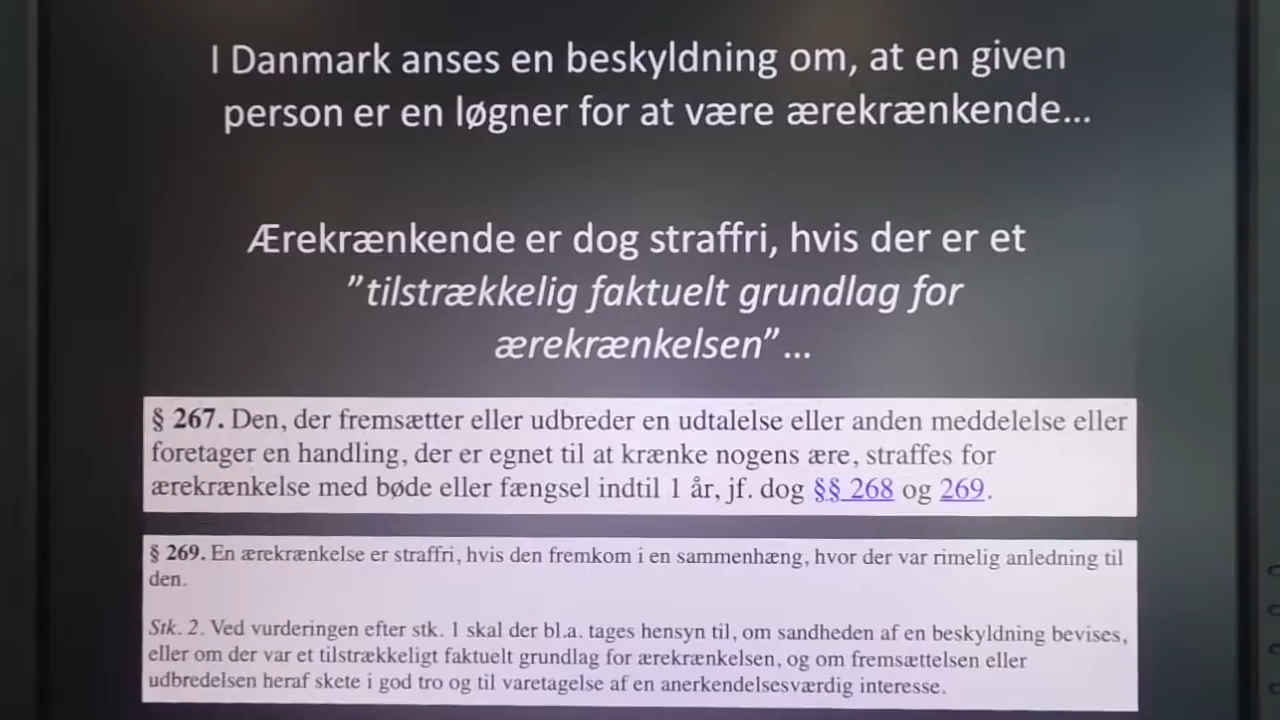 I Danmark anses en beskyldning om, at en given
person er en løgner for at være ærekrænkende...
Ærekrænkende er dog straffri, hvis der er et
”tilstrækkelig faktuelt grundlag for
ærekrænkelsen”...
§ 267. Den, der fremsætter eller udbreder en udtalelse eller anden meddelelse eller
foretager en handling, der er egnet til at krænke nogens ære, straffes for
ærekrænkelse med bøde eller fængsel indtil 1 år, jf. dog §§ 268 og 269.
§ 269. En ærekrænkelse er straffri, hvis den fremkom i en sammenhæng, hvor der var rimelig anledning til
den.
Stk. 2. Ved vurderingen efter stk. 1 skal der bl.a. tages hensyn til, om sandheden af en beskyldning bevises,
eller om der var et tilstrækkeligt faktuelt grundlag for ærekrænkelsen, og om fremsættelsen eller
udbredelsen heraf skete i god tro og til varetagelse af en anerkendelsesværdig interesse.